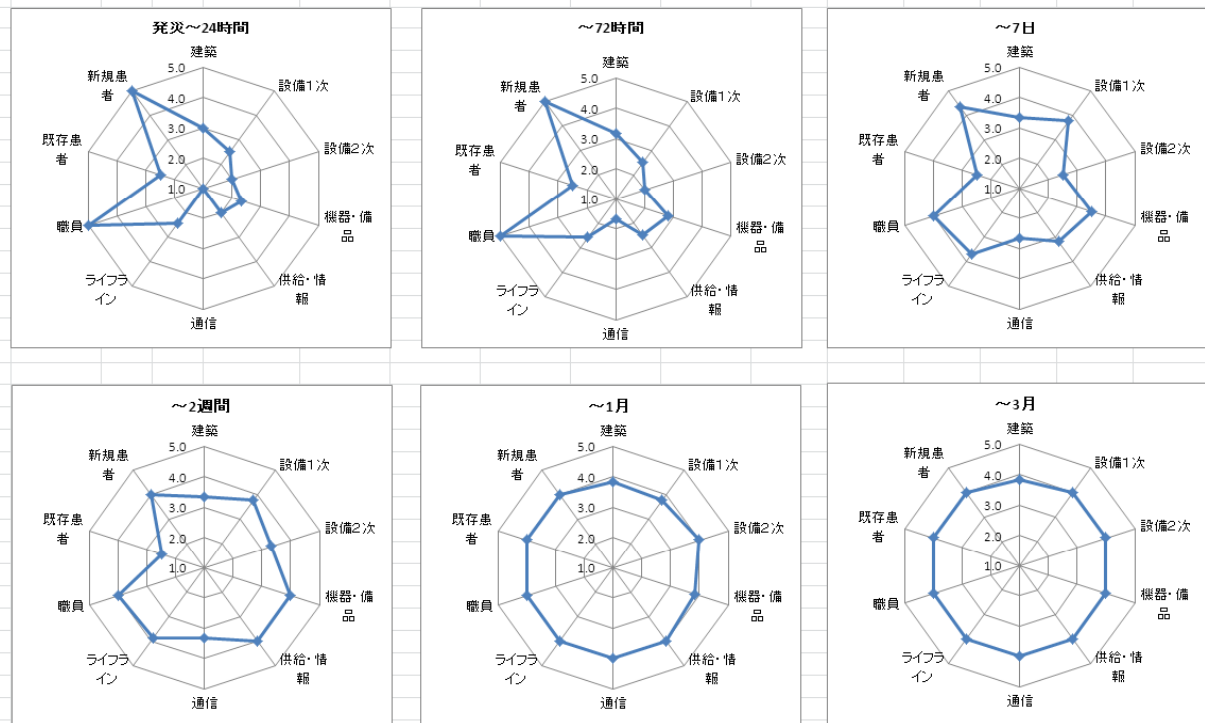 発災～24時間
建築
5.0
4.0
3.0
2.0
1.0
設備1次
設備2次
機器・備
品
供給・情
報
通信
ライフラ
イン
職員
既存患
者
新規患
者
～72時間
建築
5.0
4.0
3.0
2.0
1.0
設備1次
設備2次
機器・備
品
供給・情
報
通信
ライフラ
イン
職員
既存患
者
新規患
者
～7日
建築
5.0
4.0
3.0
2.0
1.0
設備1次
設備2次
機器・備
品
供給・情
報
通信
ライフラ
イン
職員
既存患
者
新規患
者
～2週間
建築
5.0
4.0
3.0
2.0
1.0
設備1次
設備2次
機器・備
品
供給・情
報
通信
ライフラ
イン
職員
既存患
者
新規患
者
～1月
建築
5.0
4.0
3.0
2.0
1.0
設備1次
設備2次
機器・備
品
供給・情
報
通信
ライフラ
イン
職員
既存患
者
新規患
者
～3月
建築
5.0
4.0
3.0
2.0
1.0
設備1次
設備2次
機器・備
品
供給・情
報
通信
ライフラ
イン
職員
既存患
者
新規患
者